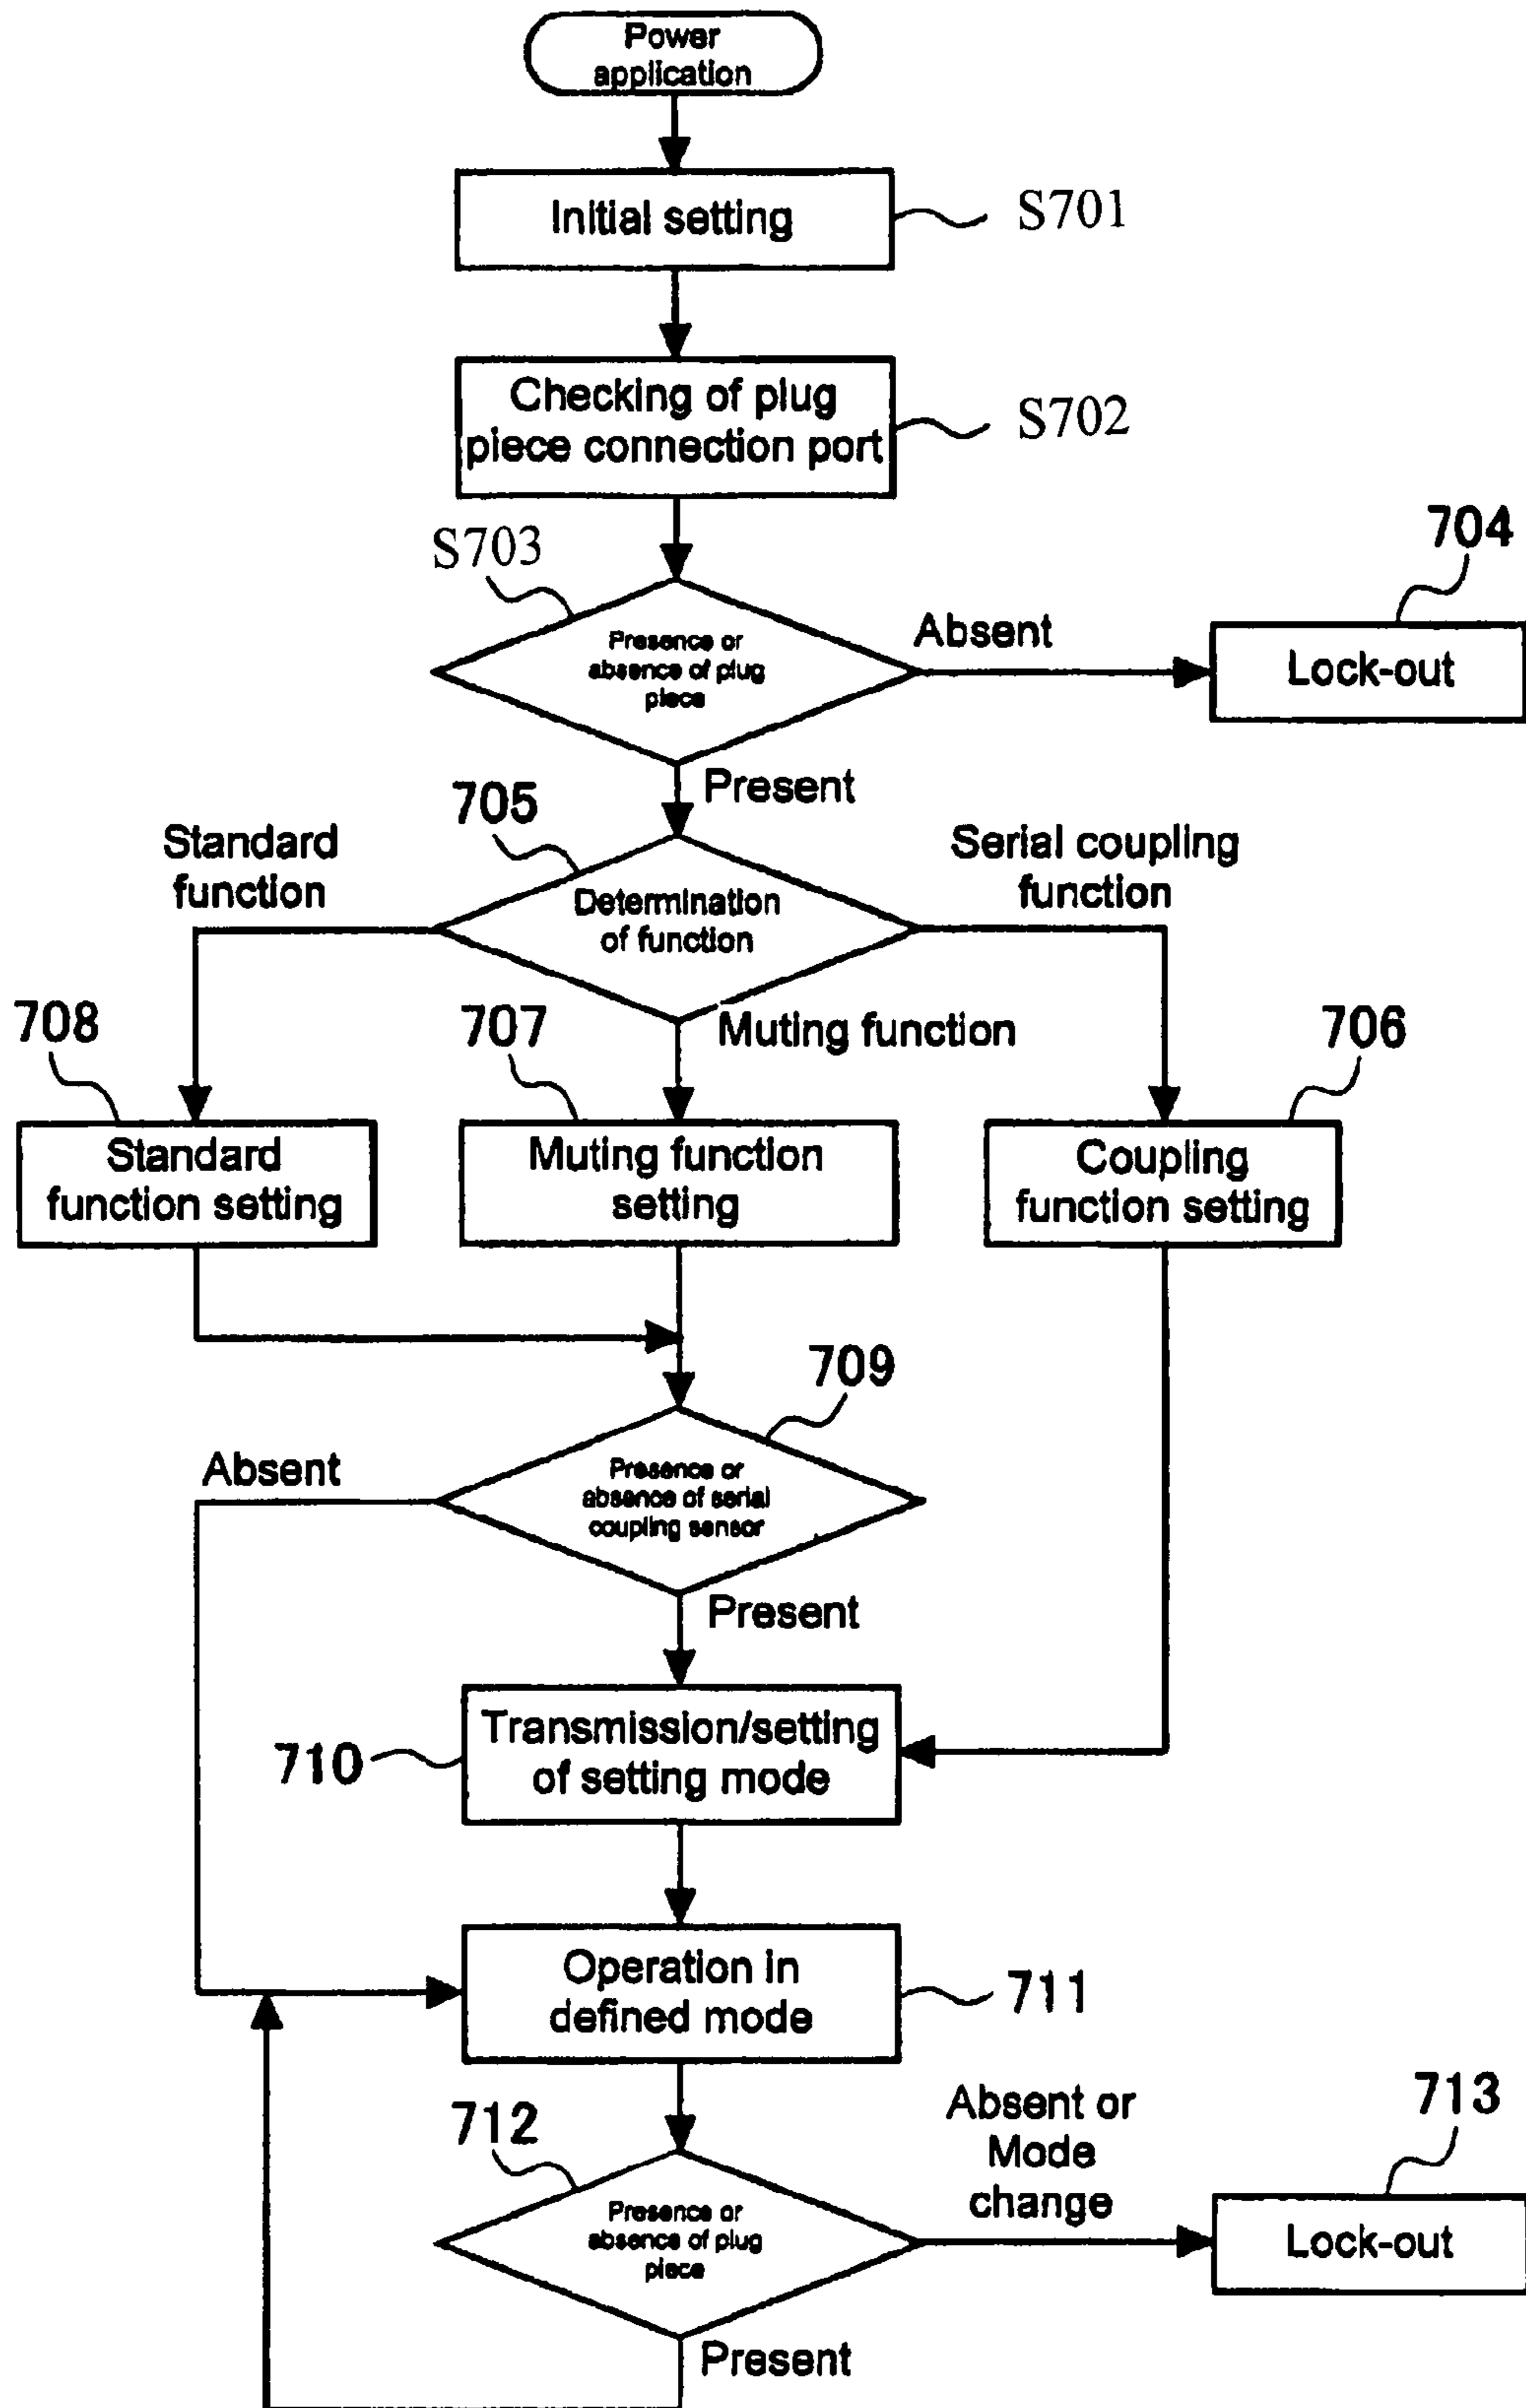 Power
application
Initial setting
S701
Checking of plug
piece connection port
S702
S703
704
Presence or
absence of plug
piece
Absent
Lock-out
Present
705
Standard
function
Serial coupling
function
Determination
of function
708
707
Muting function
706
Standard
function setting
Muting function
setting
Coupling
function setting
709
Absent
Presence or
absence of serial
coupling sensor
Present
710
Transmission/setting
of setting mode
Operation in
defined mode
711
712
Absent or
Mode
change
713
Presence or
absence of plug
piece
Lock-out
Present